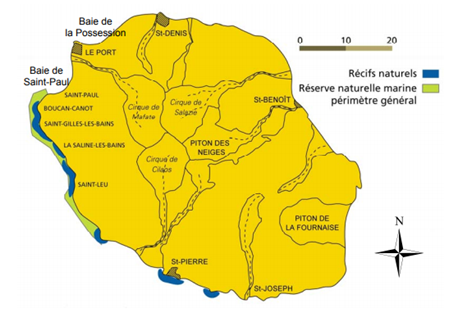 Baie de
la Possession
St-DENIS
LE PORT
Baie de
Saint-Paul
SAINT-PAUL
BOUCAN-CANOT
SAINT-GILLES-LES-BAINS
LA SALINE-LES-BAINS
SAINT-LEU
Cirque de
Mafate
Cirque de
Salazie
St-BENOÎT
PITON DES
NEIGES
Cirque de
Cilaos
PITON DE
LA FOURNAISE
St-PIERRE
St-JOSEPH
0 10 20
Récifs naturels
Réserve naturelle marine
périmètre général
N